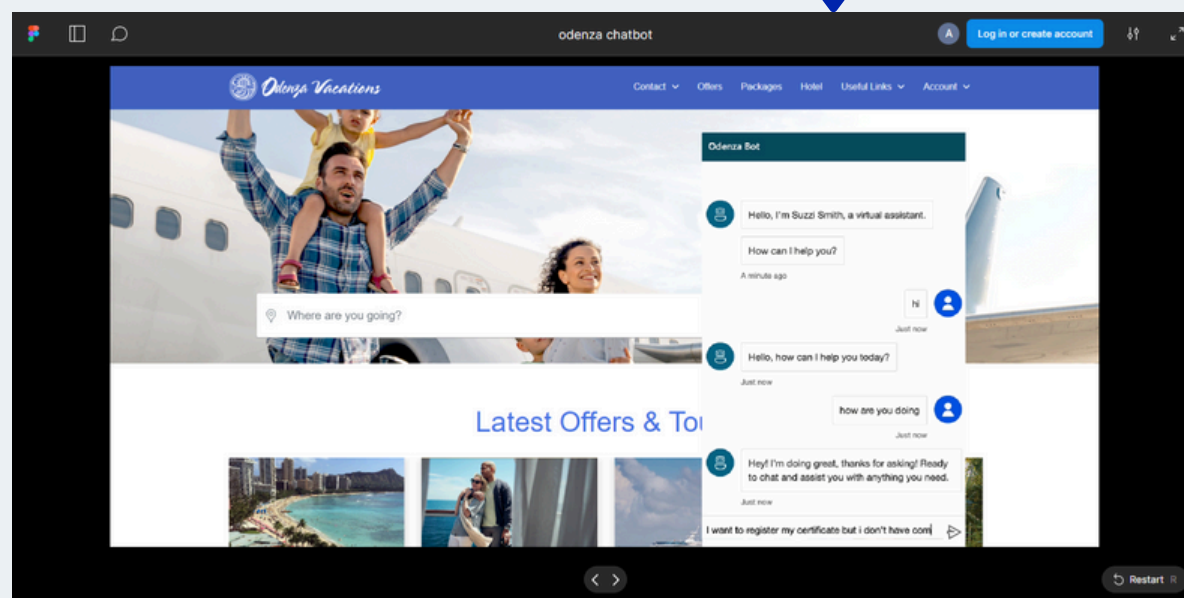 odenza chatbot
A
Log in or create account
Odenza Vacations
Contact
Offers
Packages
Hotel
Useful Links
Account
Odenza Bot
Hello, I'm Suzzi Smith, a virtual assistant.
How can I help you?
A minute ago
hi
Just now
Where are you going?
Hello, how can I help you today?
Just now
how are you doing
Just now
Latest Offers & Tou
Hey! I'm doing great, thanks for asking! Ready
to chat and assist you with anything you need.
Just now
I want to register my certificate but i don't have com
Restart R